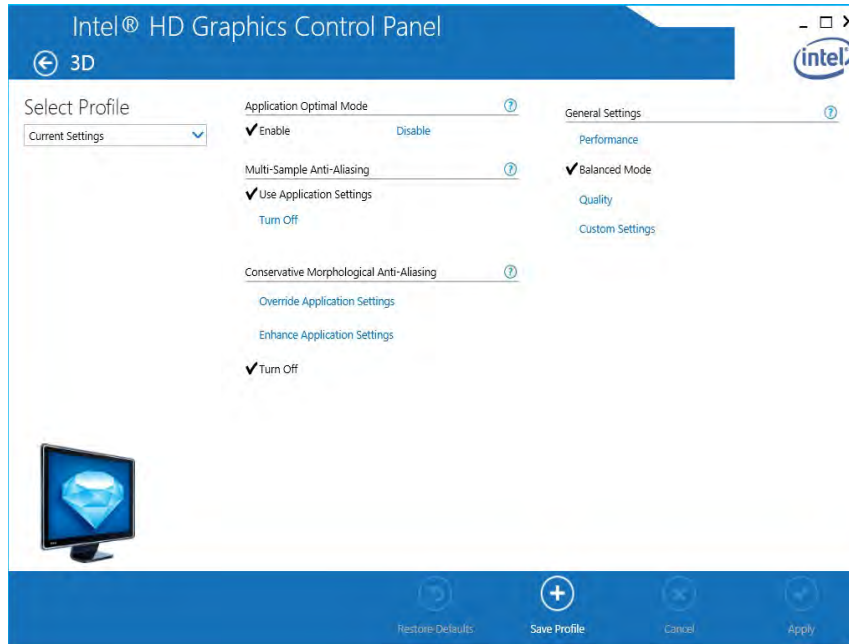 Intel® HD Graphics Control Panel
3D
intel
Select Profile
Current Settings
Application Optimal Mode
Enable Disable
Multi-Sample Anti-Aliasing
Use Application Settings
Turn Off
Conservative Morphological Anti-Aliasing
Override Application Settings
Enhance Application Settings
Turn Off
General Settings
Performance
Balanced Mode
Quality
Custom Settings
Restore Defaults
Save Profile
Cancel
Apply